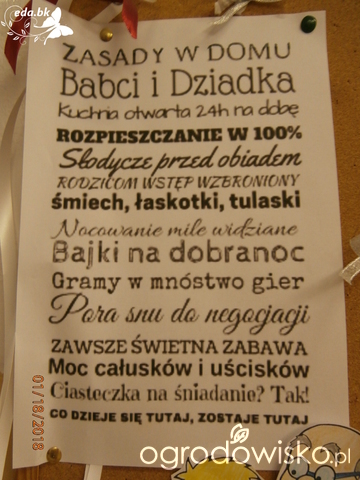 eda.bk
ZASADY W DOMU
Babci i Dziadka
Kuchnia otwarta 24h na dobę
ROZPIESZCZANIE W 100%
Słodycze przed obiadem
RODZICOM WSTĘP WZBRONIONY
śmiech, łaskotki, tulaski
Nocowanie mile widziane
Bajki na dobranoc
Gramy w mnóstwo gier
Pora snu do negocjacji
ZAWSZE ŚWIETNA ZABAWA
Moc całusków i uścisków
Ciasteczka na śniadanie? Tak!
CO DZIEJE SIĘ TUTAJ, ZOSTAJE TUTAJ
01/18/2018
ogrodowisko.pl